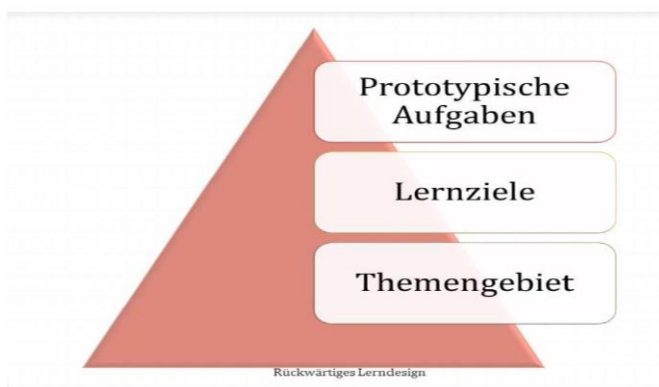 Prototypische
Aufgaben
Lernziele
Themengebiet
Rückwärtiges Lerndesign